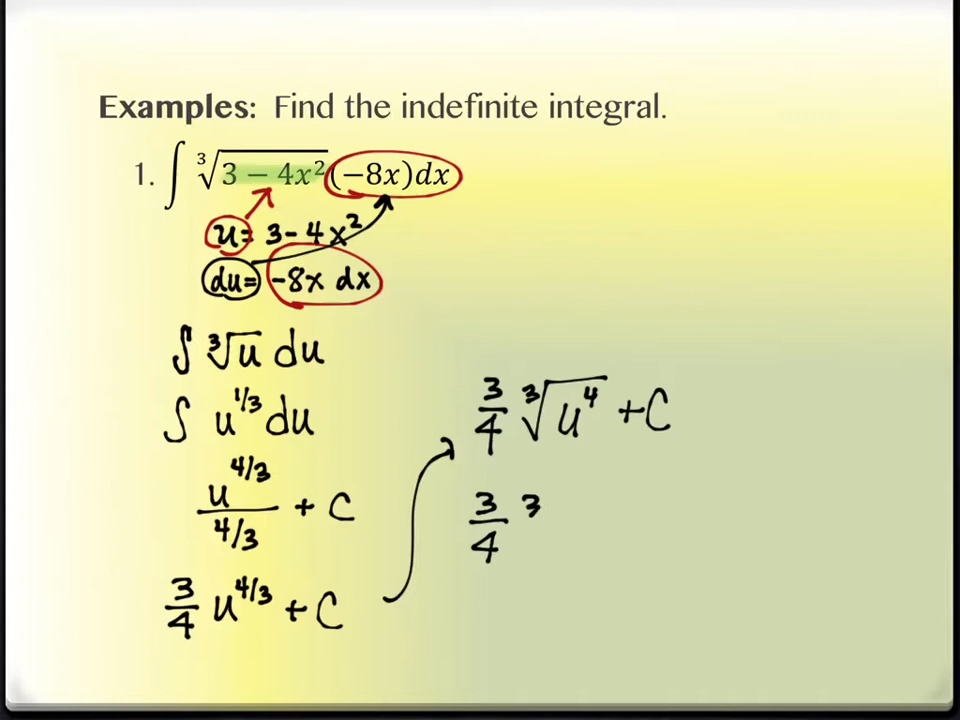 Examples: Find the indefinite integral.
1. ∫ ∛(3 − 4x²)(−8x)dx
u = 3 - 4x²
du = -8x dx
∫ ∛u du
∫ u^(1/3) du
u^(4/3) / (4/3) + C
3/4 u^(4/3) + C
3/4 ∛(u⁴) + C
3/4 3